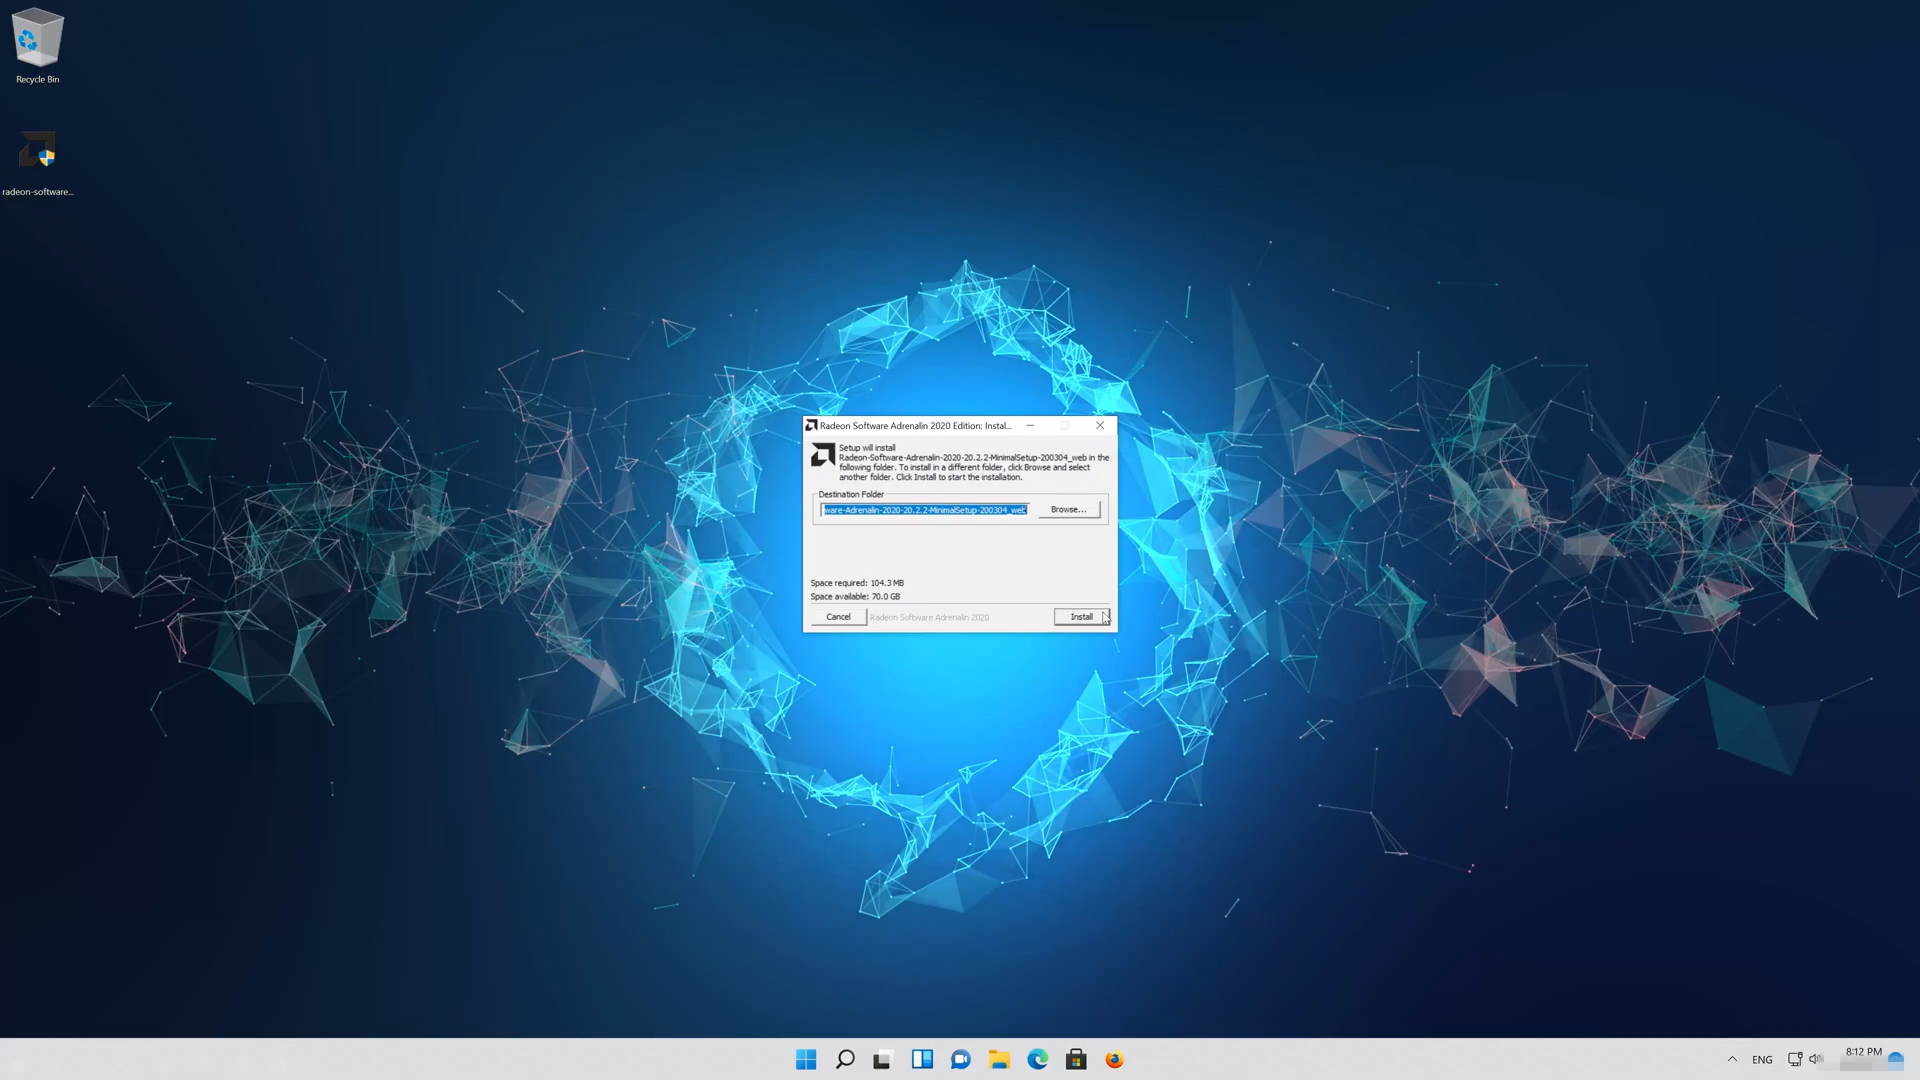 Recycle Bin
radeon-software...
Radeon Software Adrenalin 2020 Edition: Instal...
Setup will install
Radeon-Software-Adrenalin-2020-20.2.2-MinimalSetup-200304_web in the
following folder. To install in a different folder, click Browse and select
another folder. Click Install to start the installation.
Destination Folder
ware-Adrenalin-2020-20.2.2-MinimalSetup-200304_web
Browse...
Space required: 104.3 MB
Space available: 70.0 GB
Cancel
Radeon Software Adrenalin 2020
Install
ENG
8:12 PM